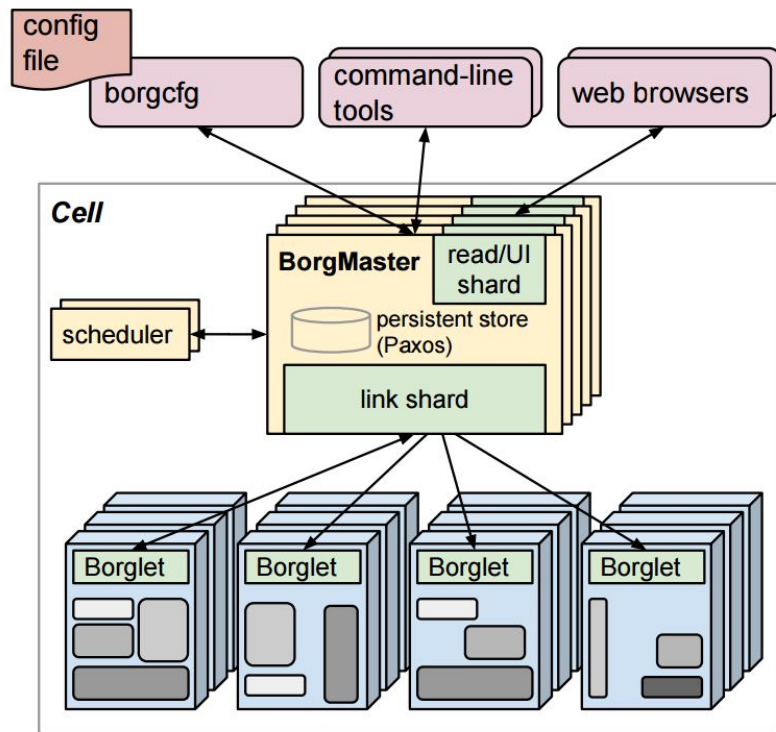 config
file
borgcfg
command-line
tools
web browsers
Cell
BorgMaster
read/UI
shard
scheduler
persistent store
(Paxos)
link shard
Borglet
Borglet
Borglet
Borglet